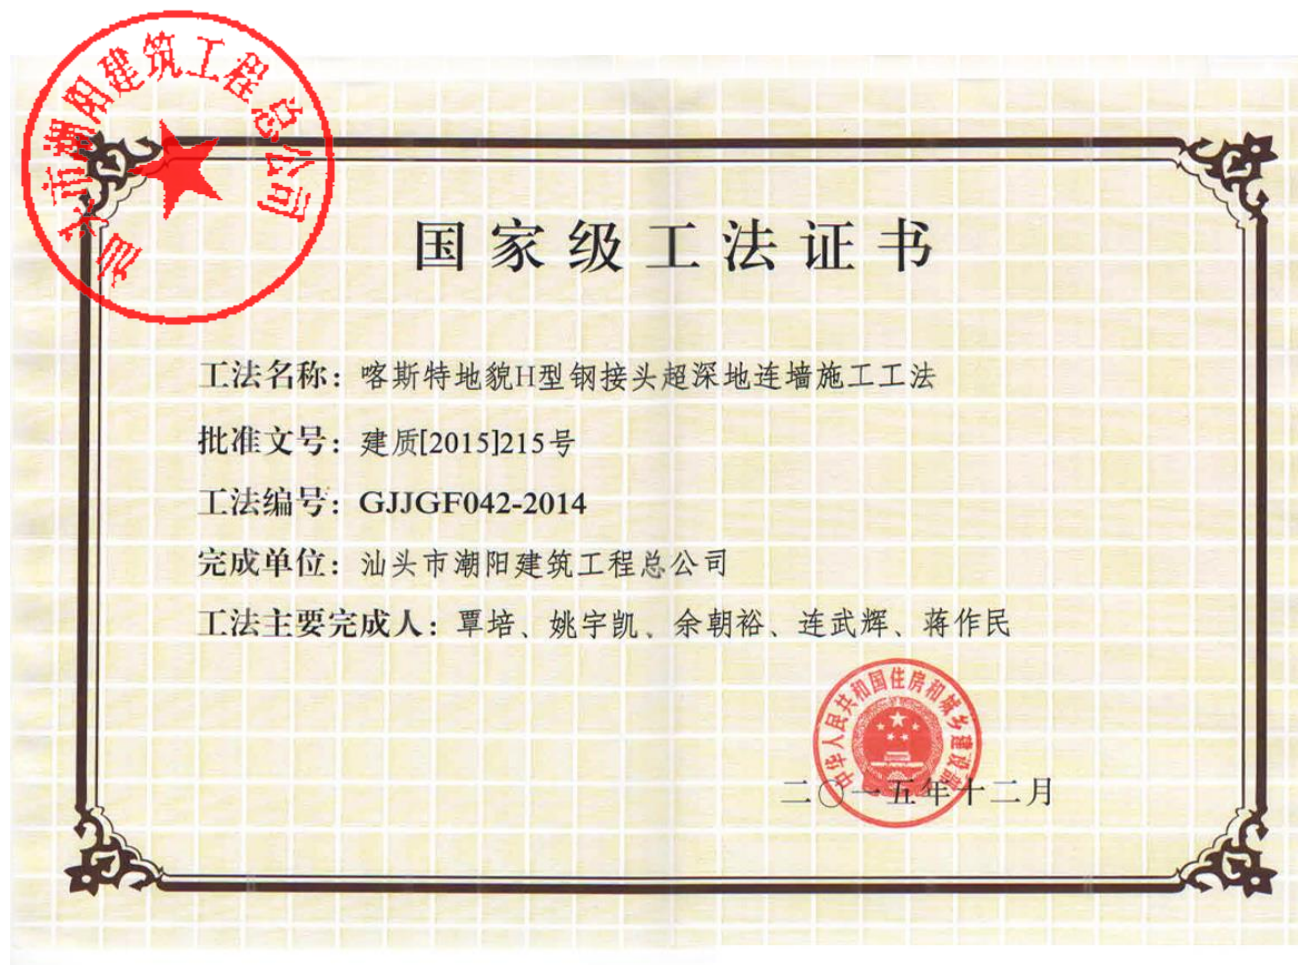 汕头市潮阳建筑工程总公司
国家级工法证书
工法名称：喀斯特地貌H型钢接头超深地连墙施工工法
批准文号：建质[2015]215号
工法编号：GJJGF042-2014
完成单位：汕头市潮阳建筑工程总公司
工法主要完成人：覃培、姚宇凯、余朝裕、连武辉、蒋作民
中华人民共和国住房和城乡建设部
二〇一五年十二月